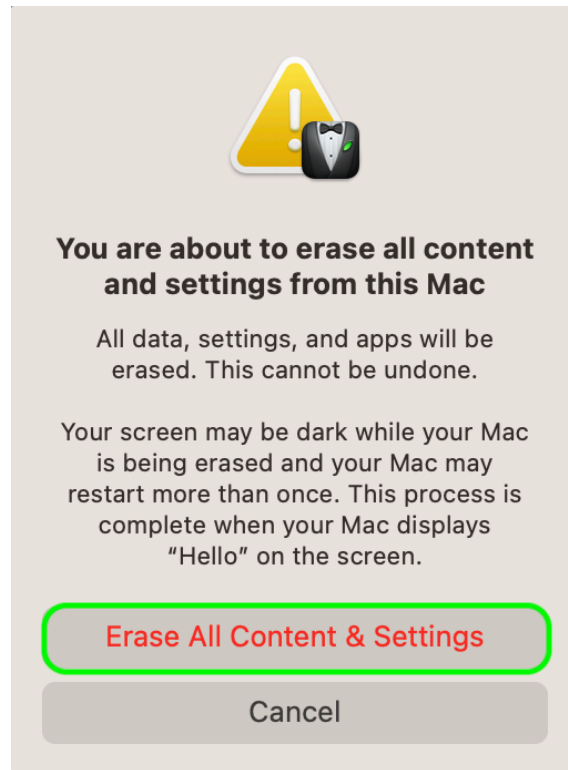 You are about to erase all content
and settings from this Mac
All data, settings, and apps will be
erased. This cannot be undone.
Your screen may be dark while your Mac
is being erased and your Mac may
restart more than once. This process is
complete when your Mac displays
“Hello” on the screen.
Erase All Content & Settings
Cancel